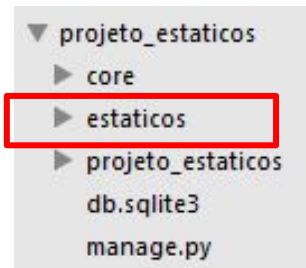 projeto_estaticos
core
estaticos
projeto_estaticos
db.sqlite3
manage.py